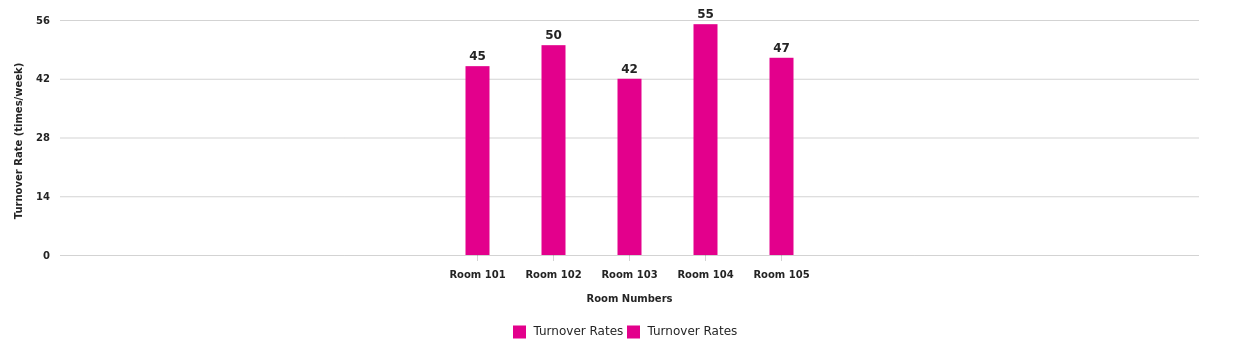 Turnover Rate (times/week)
56
42
28
14
0
45
50
42
55
47
Room 101
Room 102
Room 103
Room 104
Room 105
Room Numbers
Turnover Rates
Turnover Rates